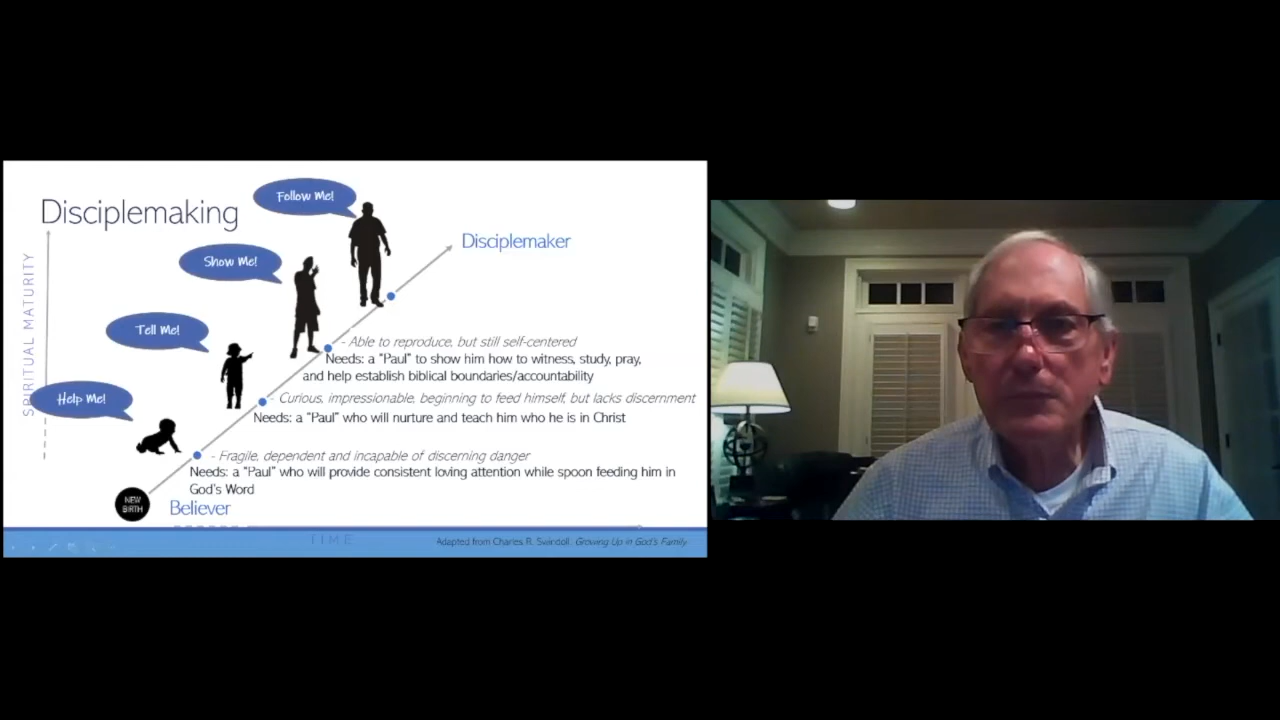 Disciplemaking
Follow Me!
Disciplemaker
Show Me!
SPIRITUAL MATURITY
Tell Me!
- Able to reproduce, but still self-centered
Needs: a "Paul" to show him how to witness, study, pray,
and help establish biblical boundaries/accountability
Help Me!
- Curious, impressionable, beginning to feed himself, but lacks discernment
Needs: a "Paul" who will nurture and teach him who he is in Christ
- Fragile, dependent and incapable of discerning danger
Needs: a "Paul" who will provide consistent loving attention while spoon feeding him in
God's Word
NEW
BIRTH
Believer
TIME
Adapted from Charles R. Swindoll, Growing Up in God's Family